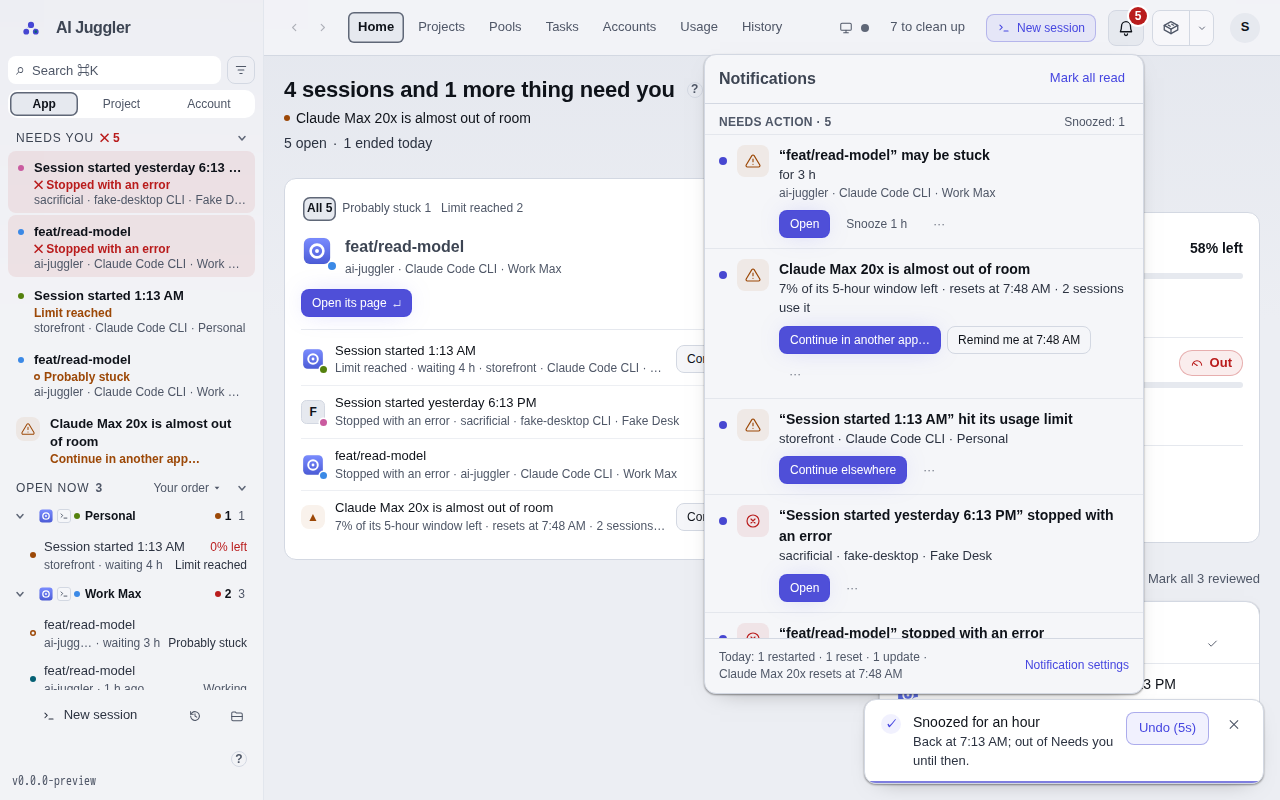 AI Juggler
Search ⌘K
App
Project
Account
NEEDS YOU 5
Session started yesterday 6:13 …
Stopped with an error
sacrificial · fake-desktop CLI · Fake D…
feat/read-model
Stopped with an error
ai-juggler · Claude Code CLI · Work …
Session started 1:13 AM
Limit reached
storefront · Claude Code CLI · Personal
feat/read-model
Probably stuck
ai-juggler · Claude Code CLI · Work …
Claude Max 20x is almost out
of room
Continue in another app…
OPEN NOW 3
Your order
Personal
1 1
Session started 1:13 AM 0% left
storefront · waiting 4 h Limit reached
Work Max
2 3
feat/read-model
ai-jugg… · waiting 3 h Probably stuck
feat/read-model
ai-juggler · 1 h ago Working
New session
?
v0.0.0-preview
Home
Projects
Pools
Tasks
Accounts
Usage
History
7 to clean up
New session
5
S
4 sessions and 1 more thing need you ?
Claude Max 20x is almost out of room
5 open · 1 ended today
All 5 Probably stuck 1 Limit reached 2
feat/read-model
ai-juggler · Claude Code CLI · Work Max
Open its page
Session started 1:13 AM
Limit reached · waiting 4 h · storefront · Claude Code CLI · …
F
Session started yesterday 6:13 PM
Stopped with an error · sacrificial · fake-desktop CLI · Fake Desk
feat/read-model
Stopped with an error · ai-juggler · Claude Code CLI · Work Max
Claude Max 20x is almost out of room
7% of its 5-hour window left · resets at 7:48 AM · 2 sessions…
58% left
Out
Mark all 3 reviewed
Notifications
Mark all read
NEEDS ACTION · 5
Snoozed: 1
“feat/read-model” may be stuck
for 3 h
ai-juggler · Claude Code CLI · Work Max
Open
Snooze 1 h
···
Claude Max 20x is almost out of room
7% of its 5-hour window left · resets at 7:48 AM · 2 sessions
use it
Continue in another app…
Remind me at 7:48 AM
···
“Session started 1:13 AM” hit its usage limit
storefront · Claude Code CLI · Personal
Continue elsewhere
···
“Session started yesterday 6:13 PM” stopped with
an error
sacrificial · fake-desktop · Fake Desk
Open
···
“feat/read-model” stopped with an error
Today: 1 restarted · 1 reset · 1 update ·
Claude Max 20x resets at 7:48 AM
Notification settings
Snoozed for an hour
Back at 7:13 AM; out of Needs you
until then.
Undo (5s)